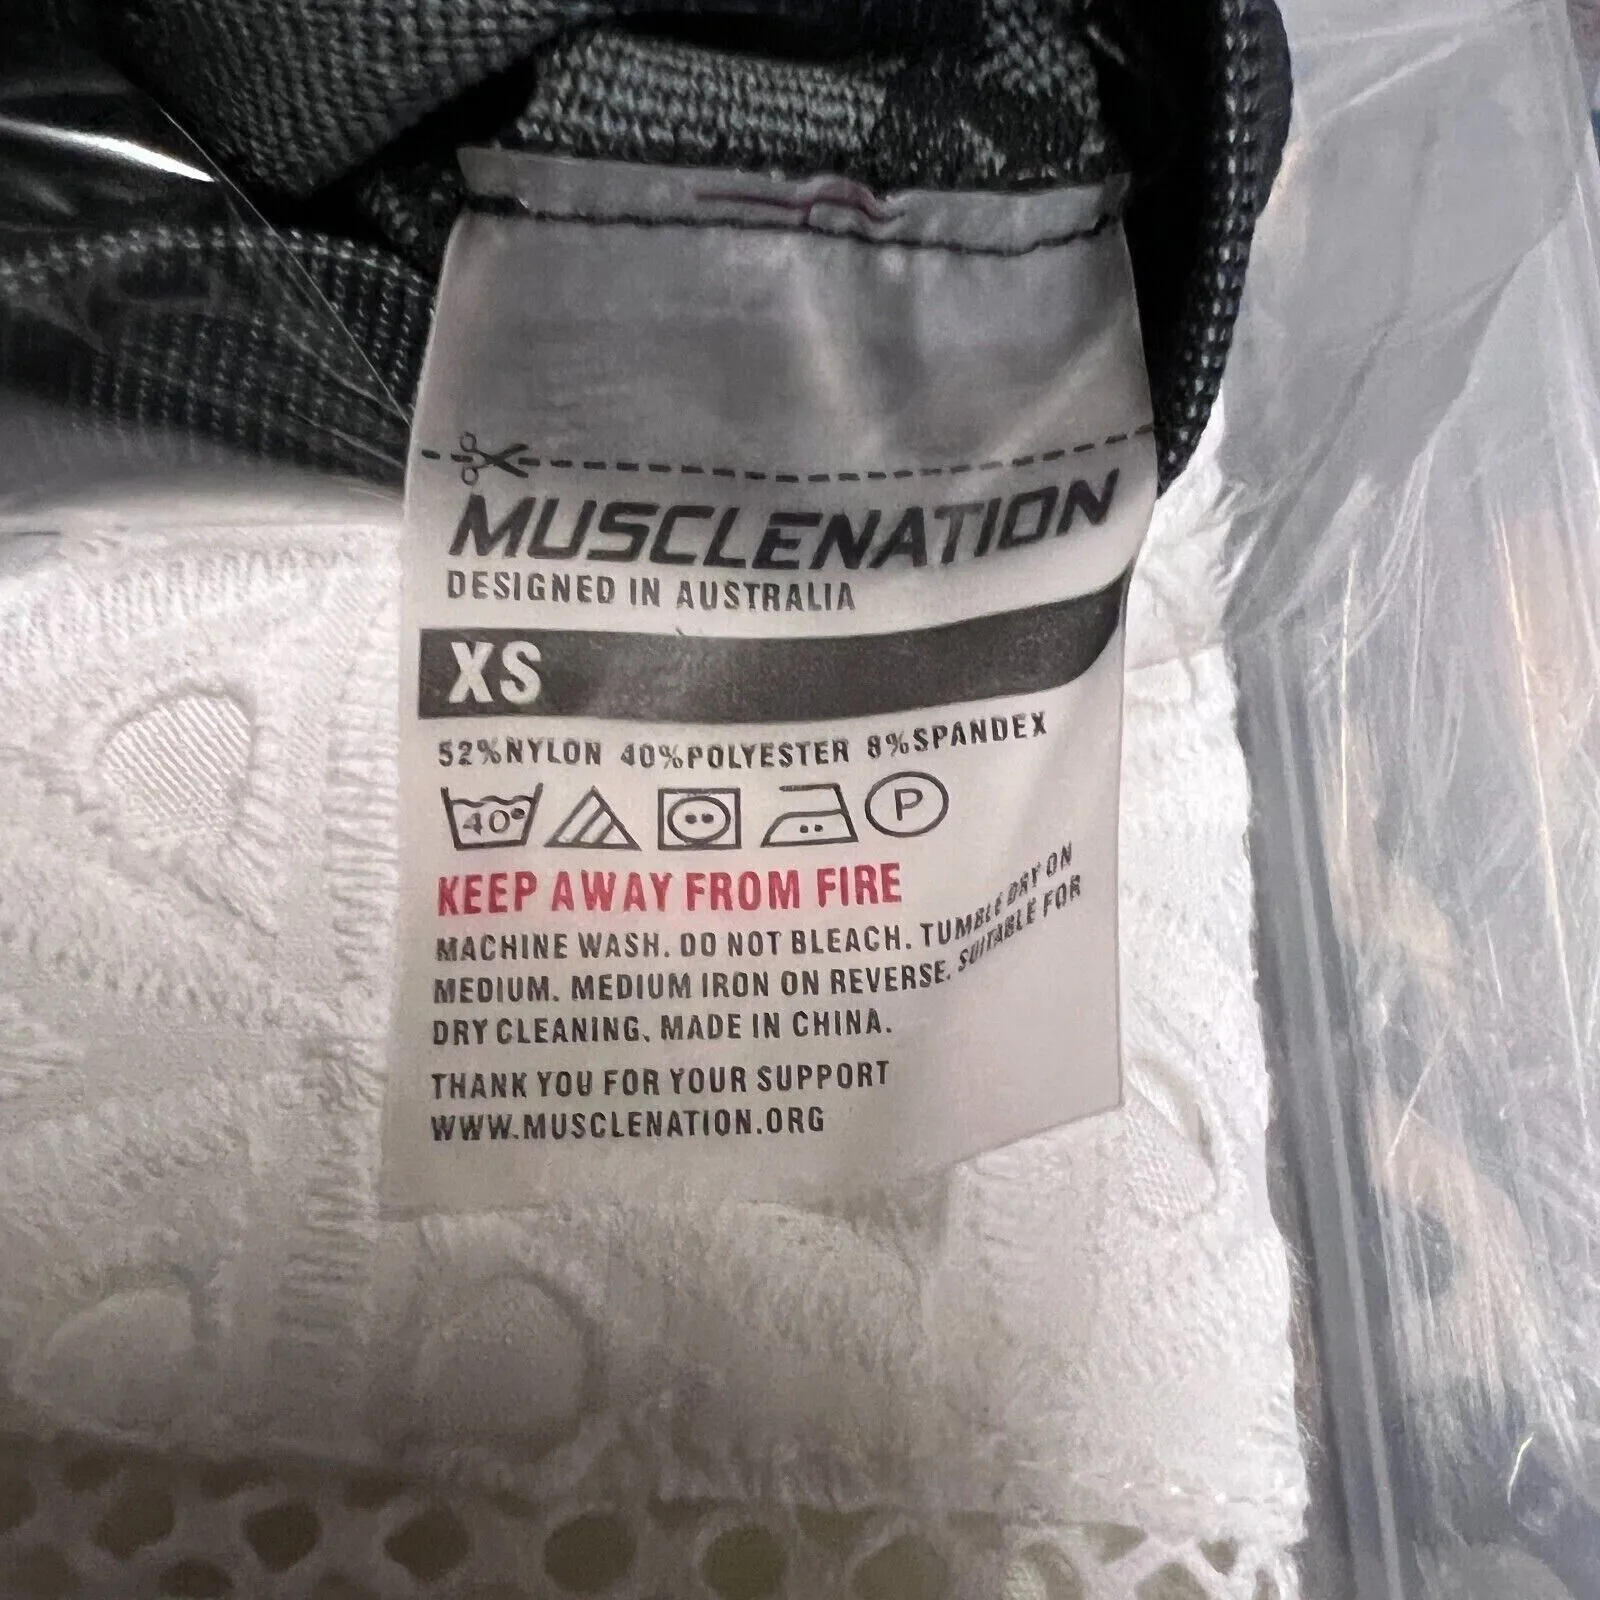 MUSCLENATION
DESIGNED IN AUSTRALIA
XS
52%NYLON 40%POLYESTER 8%SPANDEX
40° P
KEEP AWAY FROM FIRE
MACHINE WASH. DO NOT BLEACH. TUMBLE DRY ON
MEDIUM. MEDIUM IRON ON REVERSE. SUITABLE FOR
DRY CLEANING. MADE IN CHINA.
THANK YOU FOR YOUR SUPPORT
WWW.MUSCLENATION.ORG